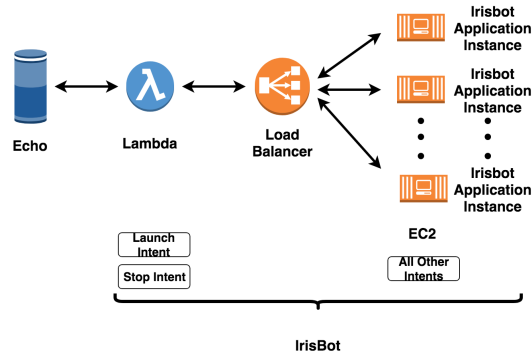 Irisbot
Application
Instance
Irisbot
Application
Instance
Echo
Lambda
Load
Balancer
Irisbot
Application
Instance
EC2
Launch
Intent
Stop Intent
All Other
Intents
IrisBot